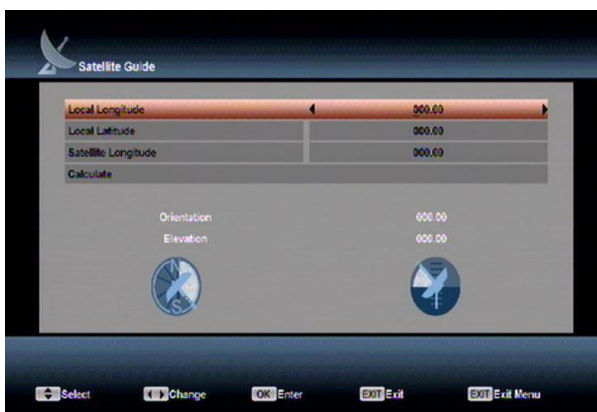 Satellite Guide
Local Longitude 000.00
Local Latitude 000.00
Satellite Longitude 000.00
Calculate
Orientation 000.00
Elevation 000.00
N
S
Select Change OK Enter EXIT Exit EXIT Exit Menu